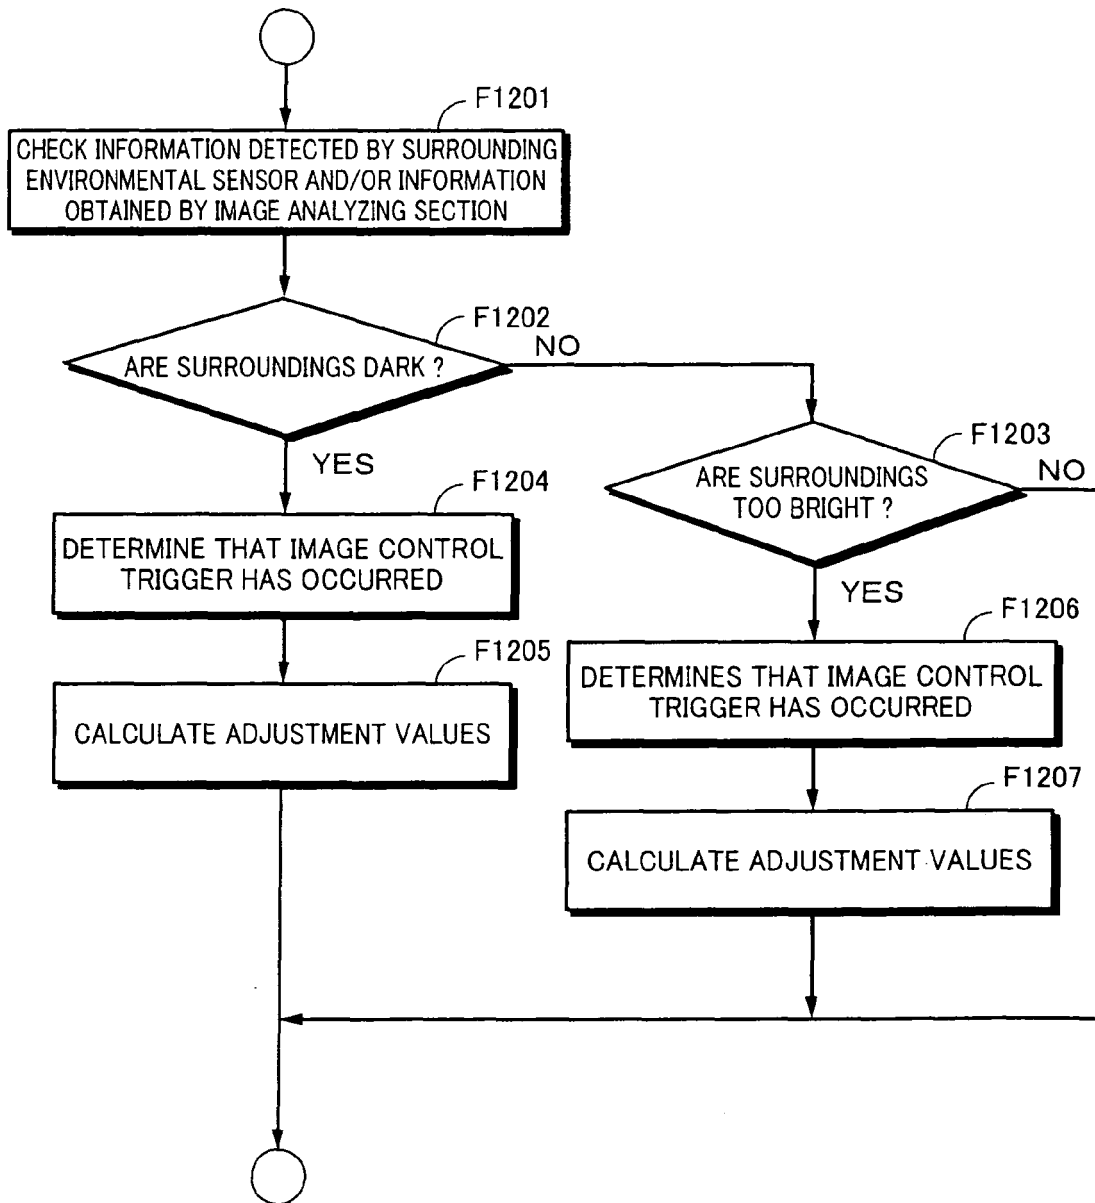 F1201
CHECK INFORMATION DETECTED BY SURROUNDING
ENVIRONMENTAL SENSOR AND/OR INFORMATION
OBTAINED BY IMAGE ANALYZING SECTION
F1202
ARE SURROUNDINGS DARK ?
NO
YES
F1203
ARE SURROUNDINGS
TOO BRIGHT ?
NO
YES
F1204
DETERMINE THAT IMAGE CONTROL
TRIGGER HAS OCCURRED
F1205
CALCULATE ADJUSTMENT VALUES
F1206
DETERMINES THAT IMAGE CONTROL
TRIGGER HAS OCCURRED
F1207
CALCULATE ADJUSTMENT VALUES